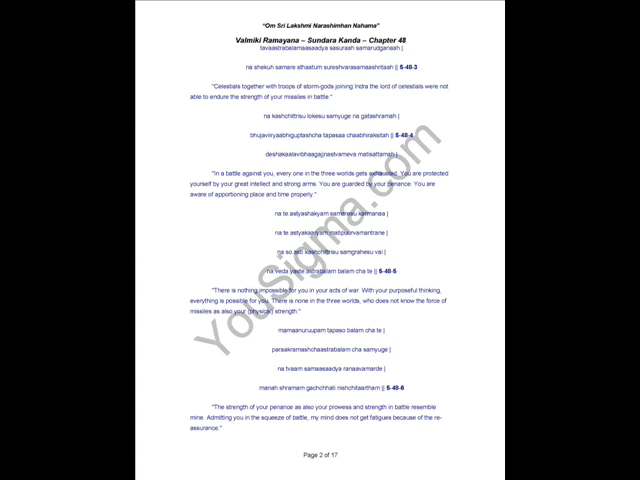 "Om Sri Lakshmi Narashimhan Nahama"
Valmiki Ramayana – Sundara Kanda – Chapter 48
tavaastrabalamaasaadya sasuraah samarudganaah |
na shekuh samare sthaatum sureshvarasamaashritaah || 5-48-3
"Celestials together with troops of storm-gods joining Indra the lord of celestials were not
able to endure the strength of your missiles in battle."
na kashchittrisu lokesu samyuge na gatashramah |
bhujaviiryaabhiguptashcha tapasaa chaabhiraksitah || 5-48-4
deshakaalavibhaagajjnastvameva matisattamah |
"In a battle against you, every one in the three worlds gets exhausted. You are protected
yourself by your great intellect and strong arms. You are guarded by your penance. You are
aware of apportioning place and time properly."
na te astyashakyam samaresu karmanaa |
na te astyakaaryam matipuurvamantrane |
na so asti kashchittrisu samgrahesu vai |
na veda yaste astrabalam balam cha te || 5-48-5
"There is nothing impossible for you in your acts of war. With your purposeful thinking,
everything is possible for you. There is none in the three worlds, who does not know the force of
missiles as also your (physical) strength."
mamaanuruupam tapaso balam cha te |
paraakramashchaastrabalam cha samyuge |
na tvaam samaasaadya ranaavamarde |
manah shramam gachchhati nishchitaartham || 5-48-6
"The strength of your penance as also your prowess and strength in battle resemble
mine. Admitting you in the squeeze of battle, my mind does not get fatigues because of the re-
assurance."
Page 2 of 17
YouSigma.com